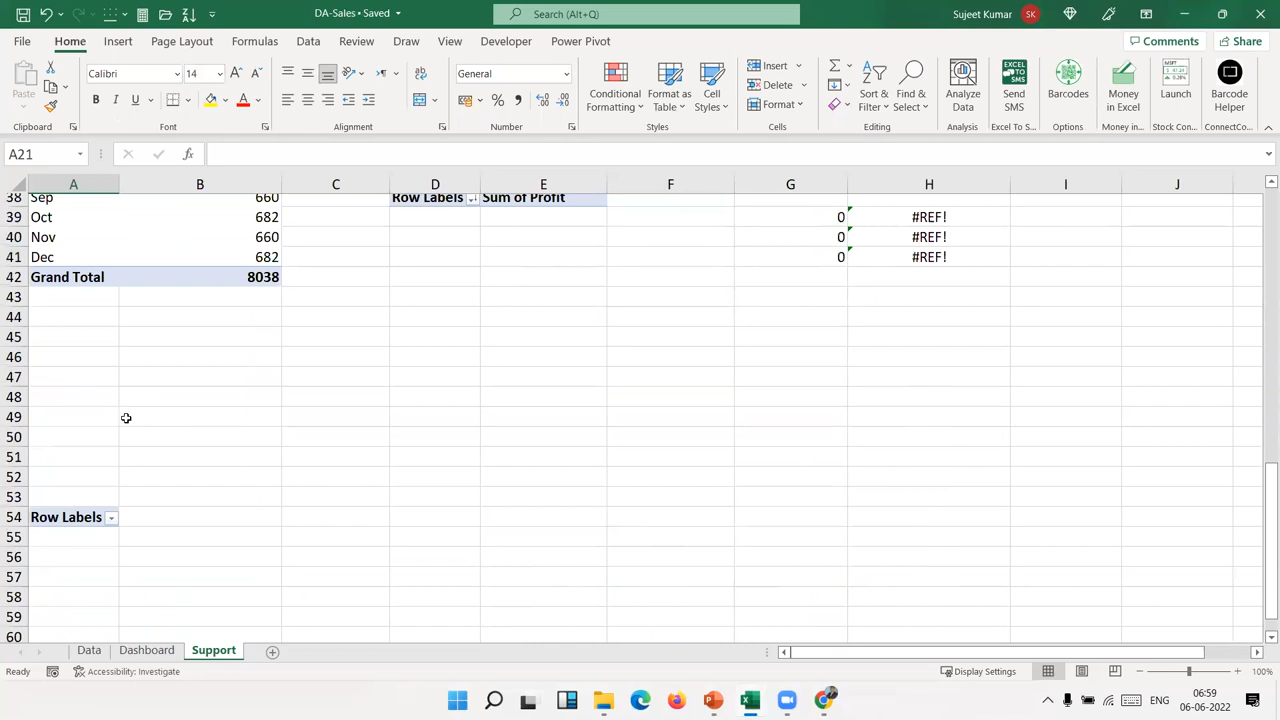 DA-Sales • Saved
Search (Alt+Q)
Sujeet Kumar
SK
File
Home
Insert
Page Layout
Formulas
Data
Review
Draw
View
Developer
Power Pivot
Comments
Share
Paste
Clipboard
Calibri
14
B I U
Font
Alignment
General
Number
Conditional Formatting
Format as Table
Cell Styles
Styles
Insert
Delete
Format
Cells
Sort & Filter
Find & Select
Editing
Analyze Data
Analysis
Send SMS
Excel To S...
Barcodes
Options
Money in Excel
Money in...
Launch
Stock Con...
Barcode Helper
ConnectCo...
A21
fx
A B C D E F G H I J
38 Sep 660 Row Labels Sum of Profit
39 Oct 682 0 #REF!
40 Nov 660 0 #REF!
41 Dec 682 0 #REF!
42 Grand Total 8038
43
44
45
46
47
48
49
50
51
52
53
54 Row Labels
55
56
57
58
59
60
Data
Dashboard
Support
Ready
Accessibility: Investigate
Display Settings
100%
ENG
06:59
06-06-2022